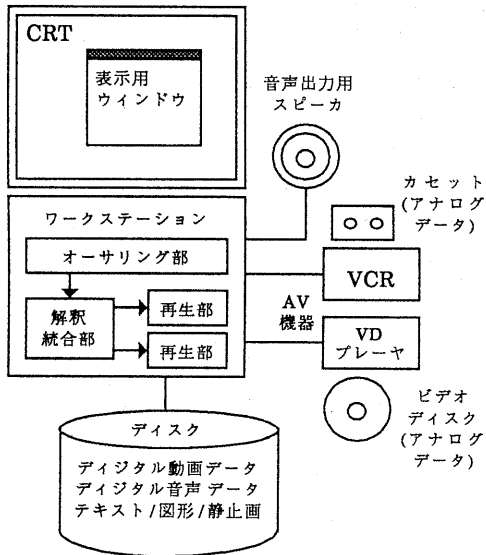 CRT
表示用
ウィンドウ
音声出力用
スピーカ
カセット
(アナログ
データ)
ワークステーション
オーサリング部
解釈
統合部
再生部
再生部
VCR
AV
機器
VD
プレーヤ
ビデオ
ディスク
(アナログ
データ)
ディスク
ディジタル動画データ
ディジタル音声データ
テキスト/図形/静止画